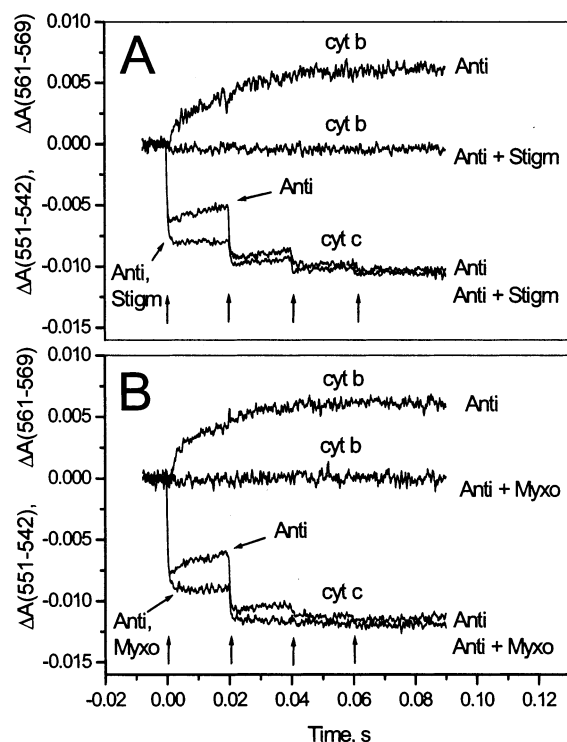 ΔA(551-542), ΔA(561-569)
0.010
0.005
0.000
-0.005
-0.010
-0.015
A
cyt b
Anti
cyt b
Anti + Stigm
Anti
cyt c
Anti,
Stigm
Anti
Anti + Stigm
ΔA(551-542), ΔA(561-569)
0.010
0.005
0.000
-0.005
-0.010
-0.015
B
cyt b
Anti
cyt b
Anti + Myxo
Anti
cyt c
Anti,
Myxo
Anti
Anti + Myxo
-0.02 0.00 0.02 0.04 0.06 0.08 0.10 0.12
Time, s